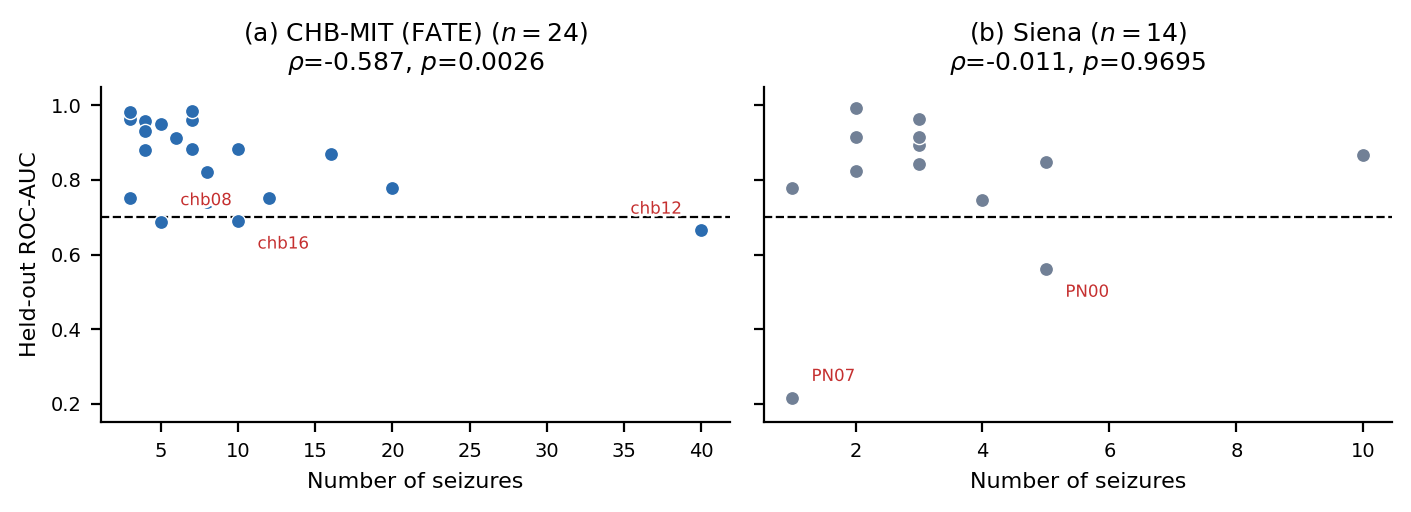 (a) CHB-MIT (FATE) (n = 24)
ρ=-0.587, p=0.0026
Held-out ROC-AUC
1.0
0.8
0.6
0.4
0.2
chb08
chb16
chb12
5 10 15 20 25 30 35 40
Number of seizures
(b) Siena (n = 14)
ρ=-0.011, p=0.9695
PN00
PN07
2 4 6 8 10
Number of seizures